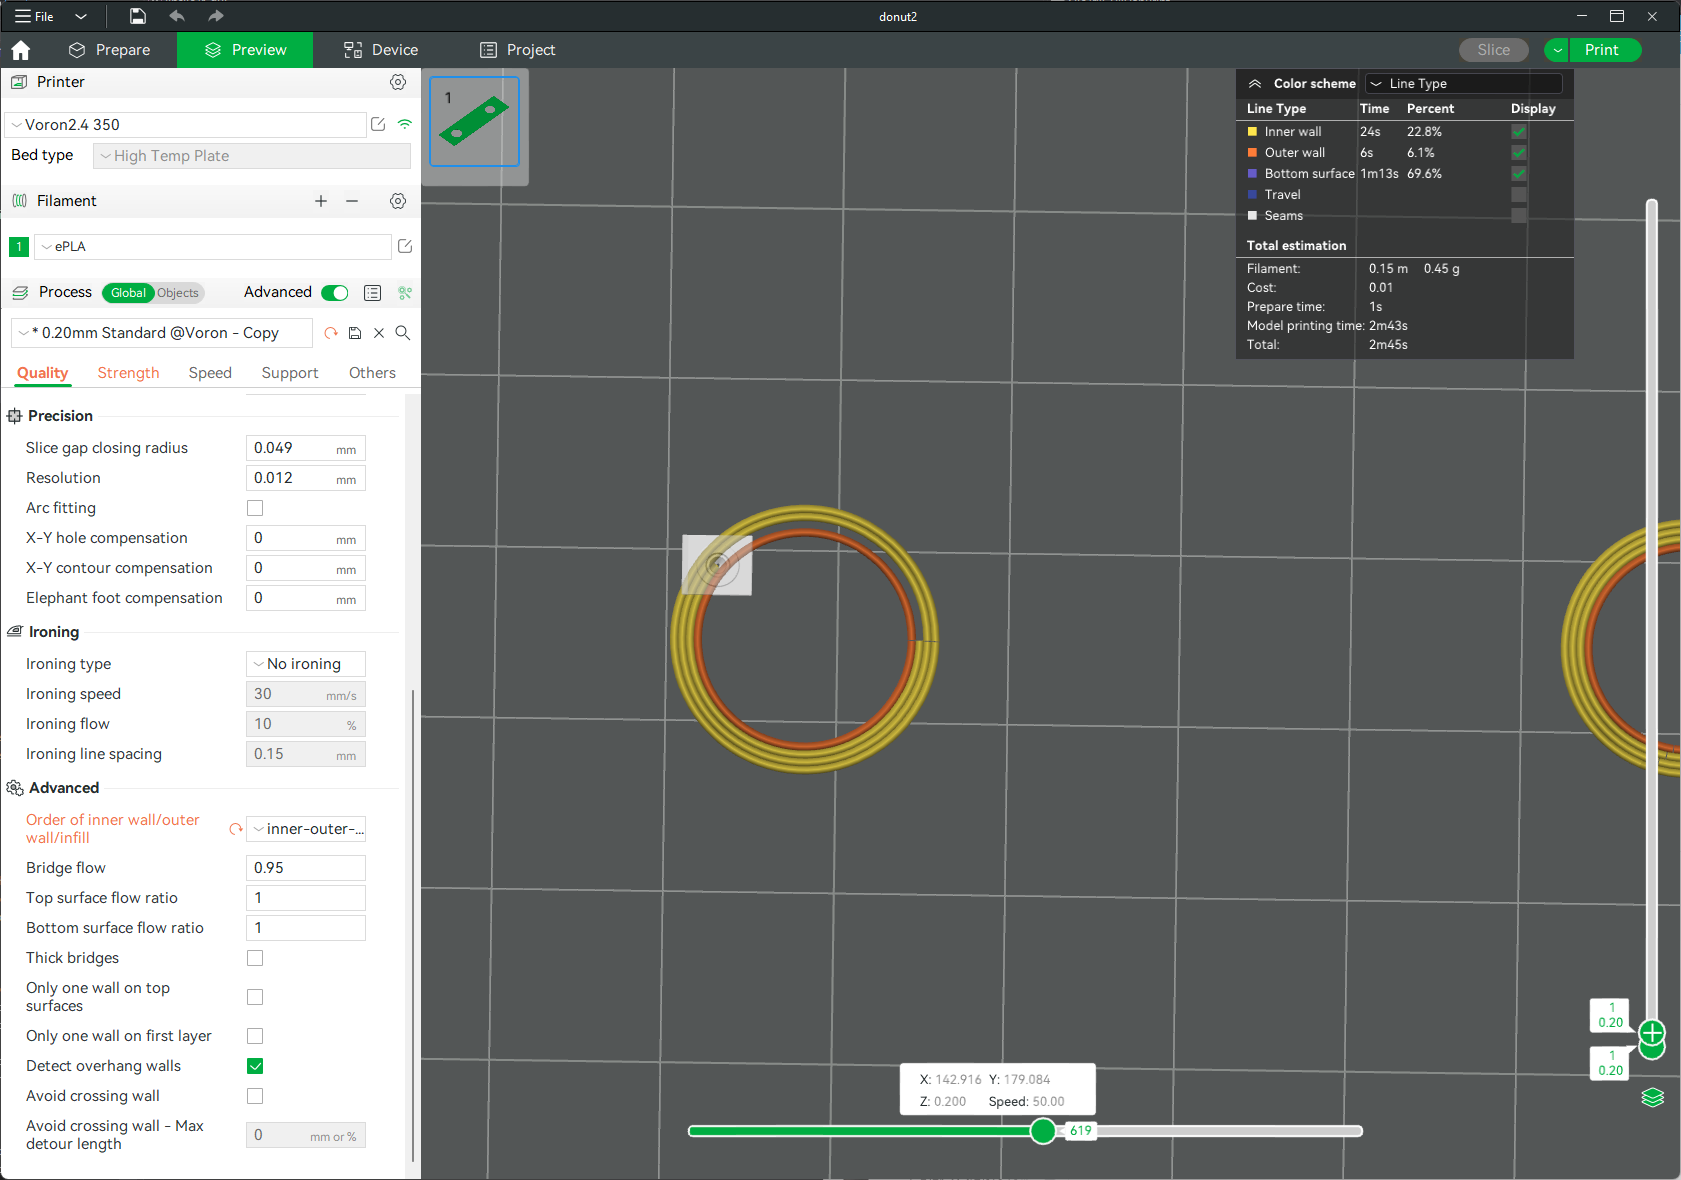 File
donut2
Prepare
Preview
Device
Project
Slice
Print
Printer
Voron2.4 350
Bed type
High Temp Plate
Filament
1
ePLA
Process
Global
Objects
Advanced
* 0.20mm Standard @Voron - Copy
Quality
Strength
Speed
Support
Others
Precision
Slice gap closing radius
0.049 mm
Resolution
0.012 mm
Arc fitting
X-Y hole compensation
0 mm
X-Y contour compensation
0 mm
Elephant foot compensation
0 mm
Ironing
Ironing type
No ironing
Ironing speed
30 mm/s
Ironing flow
10 %
Ironing line spacing
0.15 mm
Advanced
Order of inner wall/outer
wall/infill
inner-outer-...
Bridge flow
0.95
Top surface flow ratio
1
Bottom surface flow ratio
1
Thick bridges
Only one wall on top
surfaces
Only one wall on first layer
Detect overhang walls
Avoid crossing wall
Avoid crossing wall - Max
detour length
0 mm or %
1
Color scheme
Line Type
Line Type Time Percent Display
Inner wall 24s 22.8%
Outer wall 6s 6.1%
Bottom surface 1m13s 69.6%
Travel
Seams
Total estimation
Filament: 0.15 m 0.45 g
Cost: 0.01
Prepare time: 1s
Model printing time: 2m43s
Total: 2m45s
1
0.20
1
0.20
X: 142.916 Y: 179.084
Z: 0.200 Speed: 50.00
619